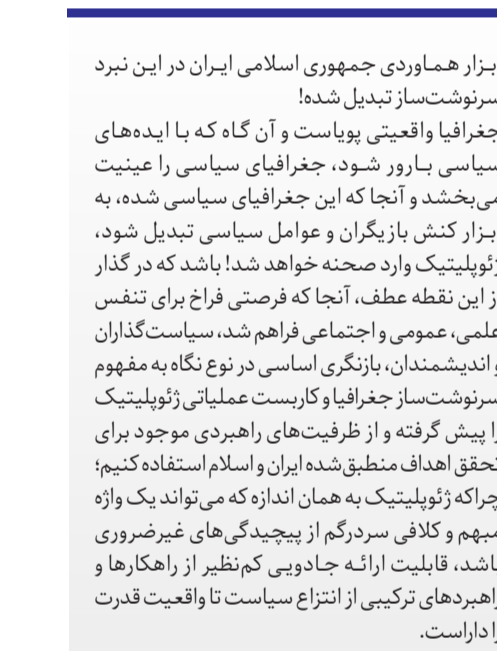 بزار هماوردی جمهوری اسلامی ایران در این نبرد
سرنوشت‌ساز تبدیل شده!
جغرافیا واقعیتی پویاست و آن گاه که با ایده‌های
سیاسی بارور شود، جغرافیای سیاسی را عینیت
می‌بخشد و آنجا که این جغرافیای سیاسی شده، به
بزار کنش بازیگران و عوامل سیاسی تبدیل شود،
ژئوپلیتیک وارد صحنه خواهد شد! باشد که در گذار
ز این نقطه عطف، آنجا که فرصتی فراخ برای تنفس
علمی، عمومی و اجتماعی فراهم شد، سیاست‌گذاران
و اندیشمندان، بازنگری اساسی در نوع نگاه به مفهوم
سرنوشت‌ساز جغرافیا و کاربست عملیاتی ژئوپلیتیک
را پیش گرفته و از ظرفیت‌های راهبردی موجود برای
تحقق اهداف منطبق‌شده ایران و اسلام استفاده کنیم؛
چراکه ژئوپلیتیک به همان اندازه که می‌تواند یک واژه
مبهم و کلافی سردرگم از پیچیدگی‌های غیرضروری
باشد، قابلیت ارائه جادویی کم‌نظیر از راهکارها و
راهبردهای ترکیبی از انتزاع سیاست تا واقعیت قدرت
را داراست.